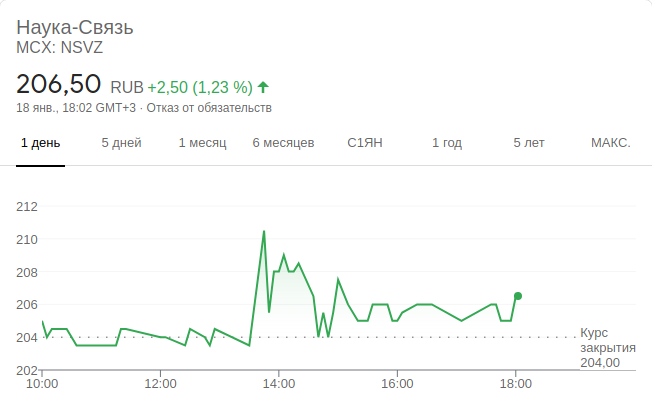 Наука-Связь
MCX: NSVZ
206,50 RUB +2,50 (1,23 %)
18 янв., 18:02 GMT+3 · Отказ от обязательств
1 день 5 дней 1 месяц 6 месяцев С1ЯН 1 год 5 лет МАКС.
212
210
208
206
204
202
Курс
закрытия
204,00
10:00 12:00 14:00 16:00 18:00